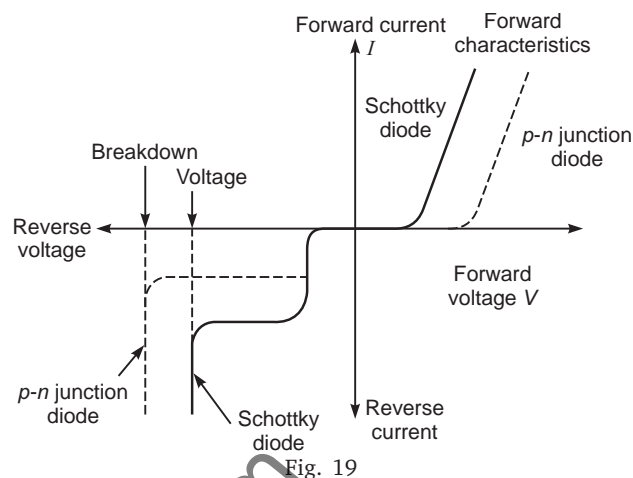 Forward current
I
Forward
characteristics
Schottky
diode
p-n junction
diode
Breakdown
Voltage
Reverse
voltage
Forward
voltage V
p-n junction
diode
Schottky
diode
Reverse
current
Fig. 19